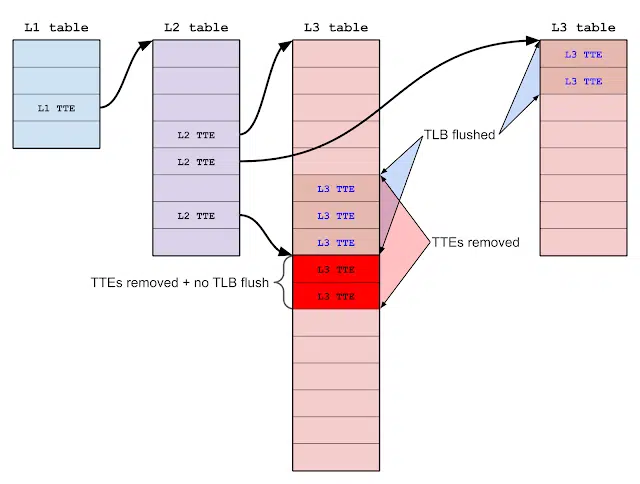 L1 table
L2 table
L3 table
L3 table
L3 TTE
L3 TTE
L1 TTE
L2 TTE
TLB flushed
L2 TTE
L3 TTE
L2 TTE
L3 TTE
L3 TTE
TTEs removed
L3 TTE
TTEs removed + no TLB flush
L3 TTE